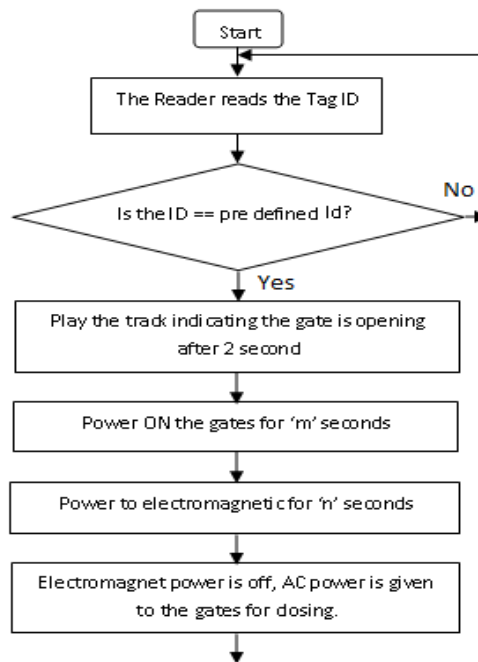 Start
The Reader reads the Tag ID
Is the ID == pre defined Id?
No
Yes
Play the track indicating the gate is opening
after 2 second
Power ON the gates for 'm' seconds
Power to electromagnetic for 'n' seconds
Electromagnet power is off, AC power is given
to the gates for closing.